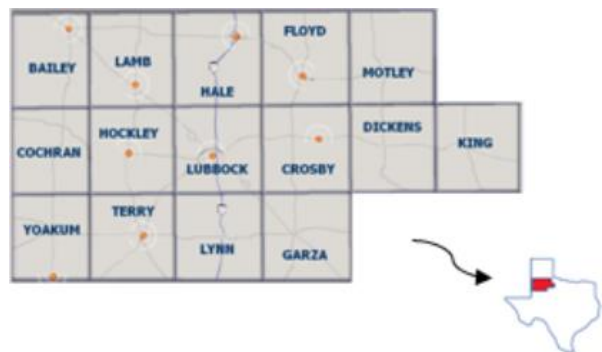 FLOYD
LAMB
BAILEY
MOTLEY
HALE
DICKENS
HOCKLEY
KING
COCHRAN
LUBBOCK
CROSBY
TERRY
YOAKUM
LYNN
GARZA